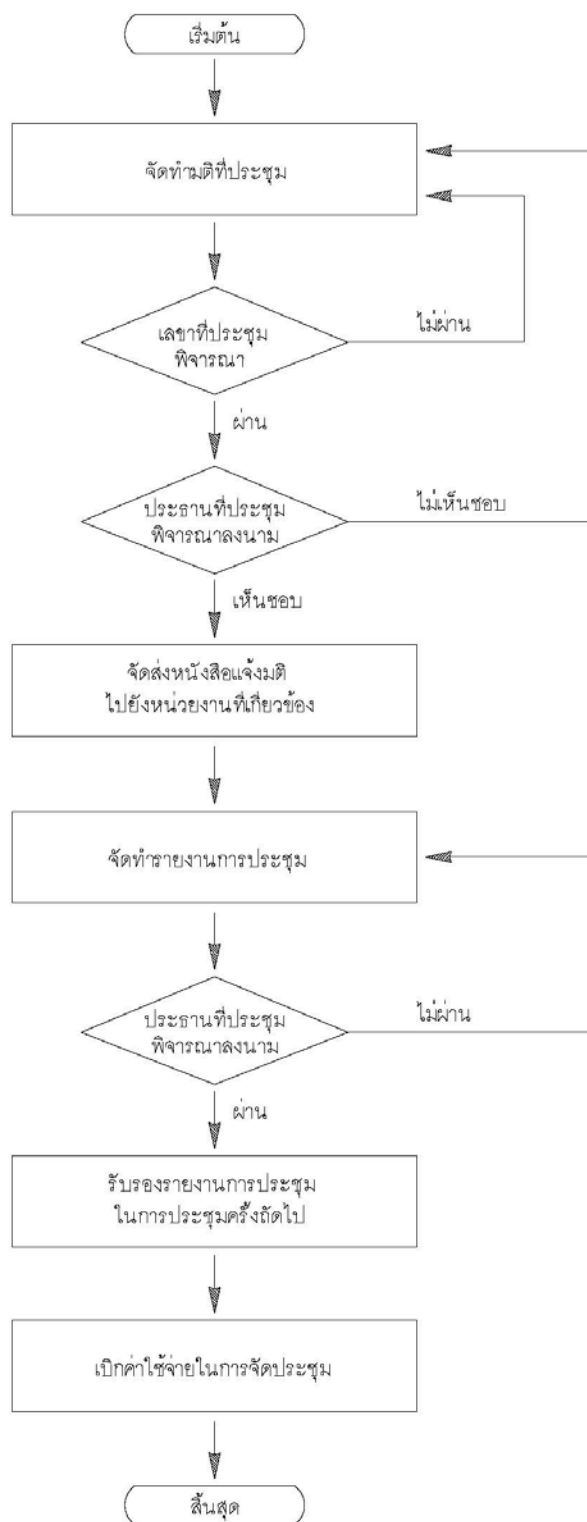 เริ่มต้น
จัดทำมติที่ประชุม
เลขาที่ประชุม
พิจารณา
ไม่ผ่าน
ผ่าน
ประธานที่ประชุม
พิจารณาลงนาม
ไม่เห็นชอบ
เห็นชอบ
จัดส่งหนังสือแจ้งมติ
ไปยังหน่วยงานที่เกี่ยวข้อง
จัดทำรายงานการประชุม
ประธานที่ประชุม
พิจารณาลงนาม
ไม่ผ่าน
ผ่าน
รับรองรายงานการประชุม
ในการประชุมครั้งถัดไป
เบิกค่าใช้จ่ายในการจัดประชุม
สิ้นสุด